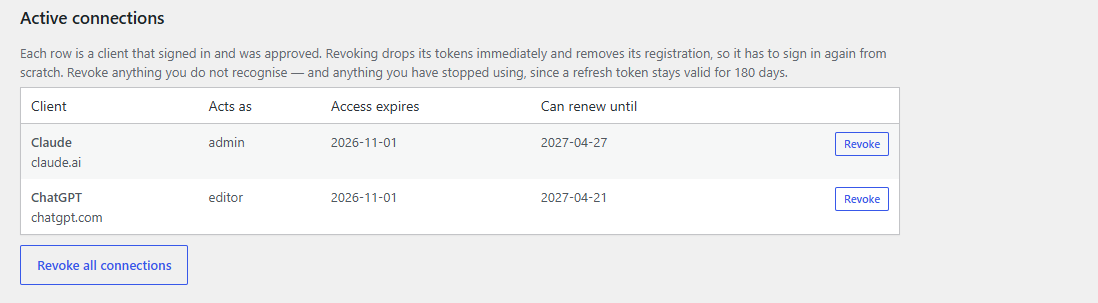 Active connections
Each row is a client that signed in and was approved. Revoking drops its tokens immediately and removes its registration, so it has to sign in again from
scratch. Revoke anything you do not recognise — and anything you have stopped using, since a refresh token stays valid for 180 days.
Client Acts as Access expires Can renew until
Claude admin 2026-11-01 2027-04-27 Revoke
claude.ai
ChatGPT editor 2026-11-01 2027-04-21 Revoke
chatgpt.com
Revoke all connections